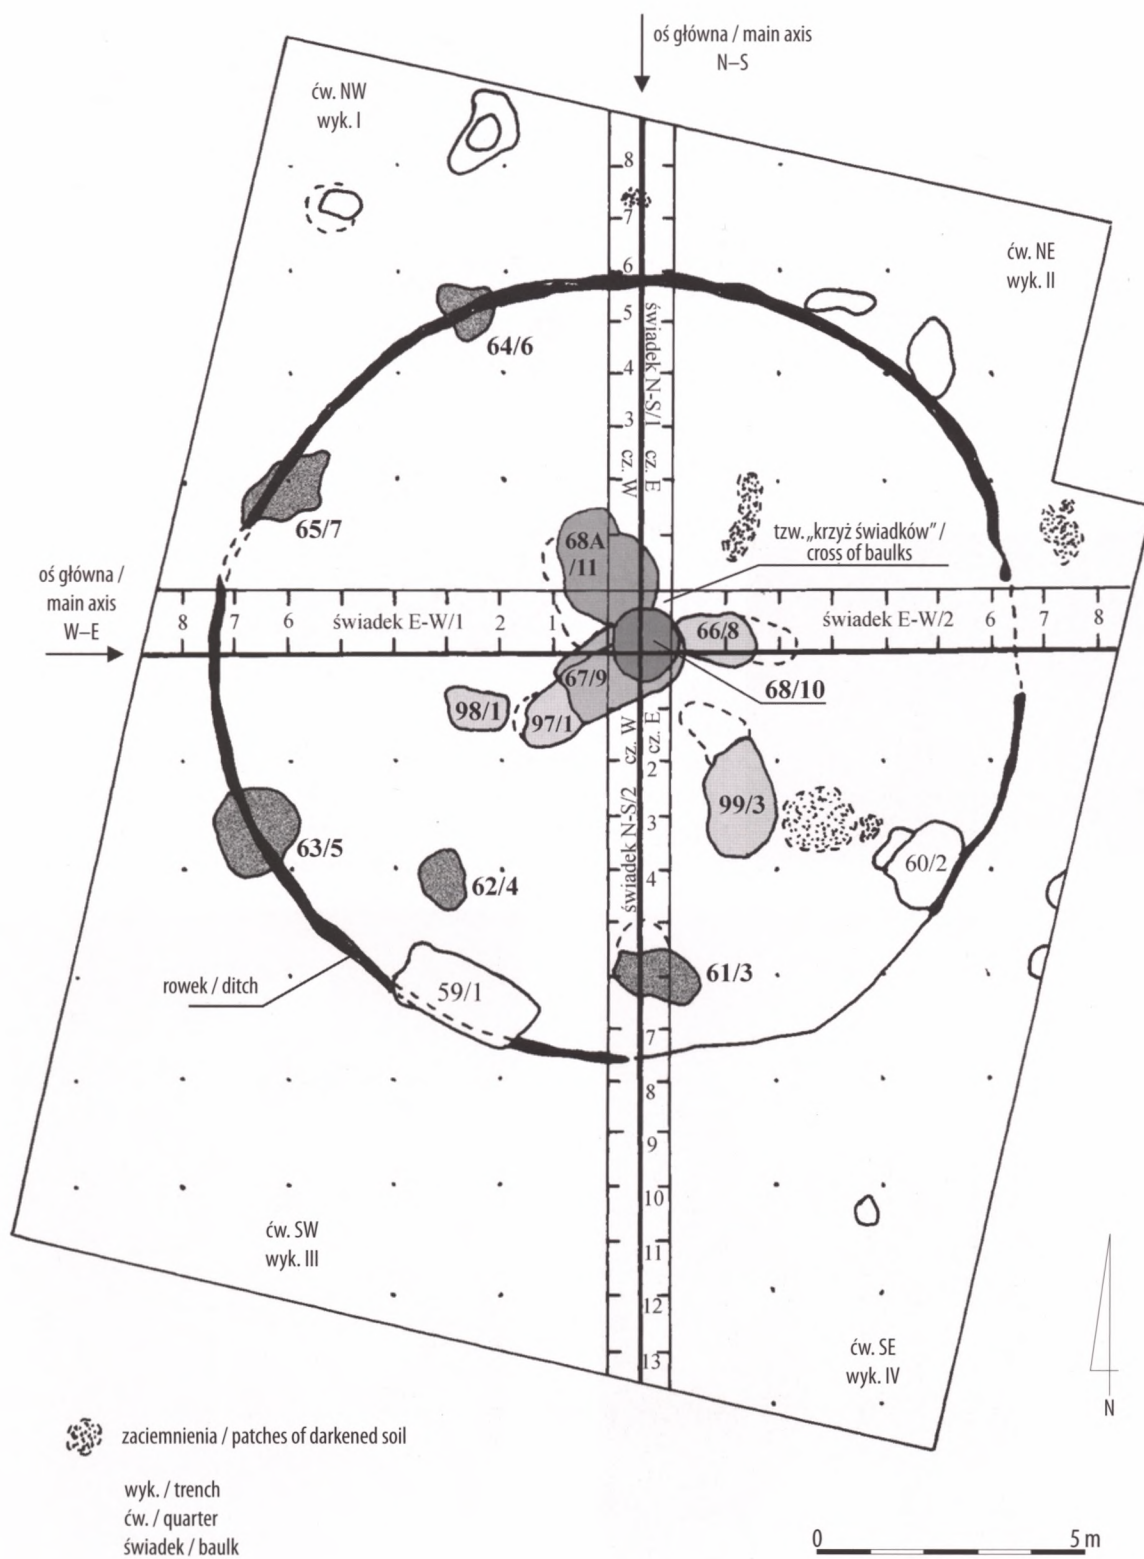 oś główna / main axis
N–S
ćw. NW
wyk. I
8
7
ćw. NE
wyk. II
6
5
świadek N-S/1
64/6
4
3
W cz.
cz. E
65/7
tzw. „krzyż świadków” /
cross of baulks
68A
/11
oś główna /
main axis
W–E
8 7 6 świadek E-W/1 2 1
66/8
świadek E-W/2 6 7 8
67/9
68/10
98/1
97/1
świadek N-S/2 cz. W
cz. E
2
99/3
3
63/5
60/2
62/4
4
61/3
rowek / ditch
59/1
7
8
9
10
ćw. SW
wyk. III
11
12
13
ćw. SE
wyk. IV
N
zaciemnienia / patches of darkened soil
wyk. / trench
ćw. / quarter
świadek / baulk
0 5 m